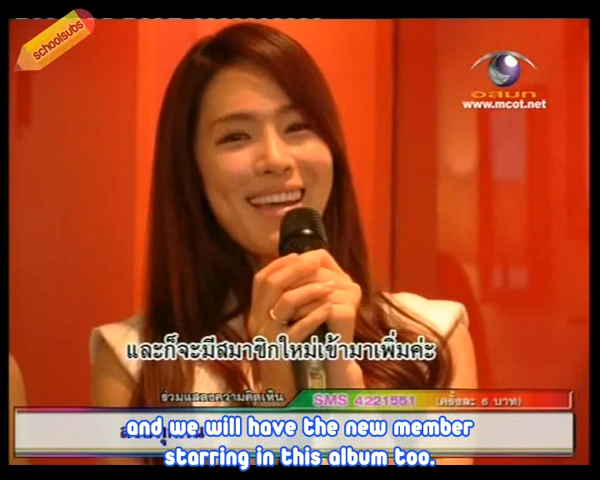 schoolsubs
อสมท
www.mcot.net
และก็จะมีสมาชิกใหม่เข้ามาเพิ่มค่ะ
ร่วมแสดงความคิดเห็น SMS 4221551 (ครั้งละ 6 บาท)
and we will have the new member
starring in this album too.